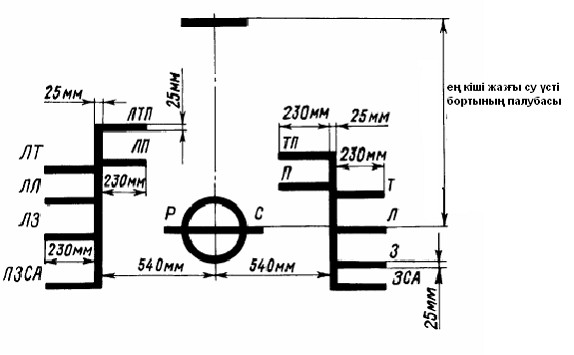 25мм
ЛТП
25мм
ең кіші жазғы су үсті
бортының палубасы
230мм
25мм
ЛТ
ЛП
ТП
230мм
ЛЛ
230мм
П
Т
ЛЗ
Р
С
Л
230мм
З
ЛЗСА
540мм
540мм
ЗСА
25мм